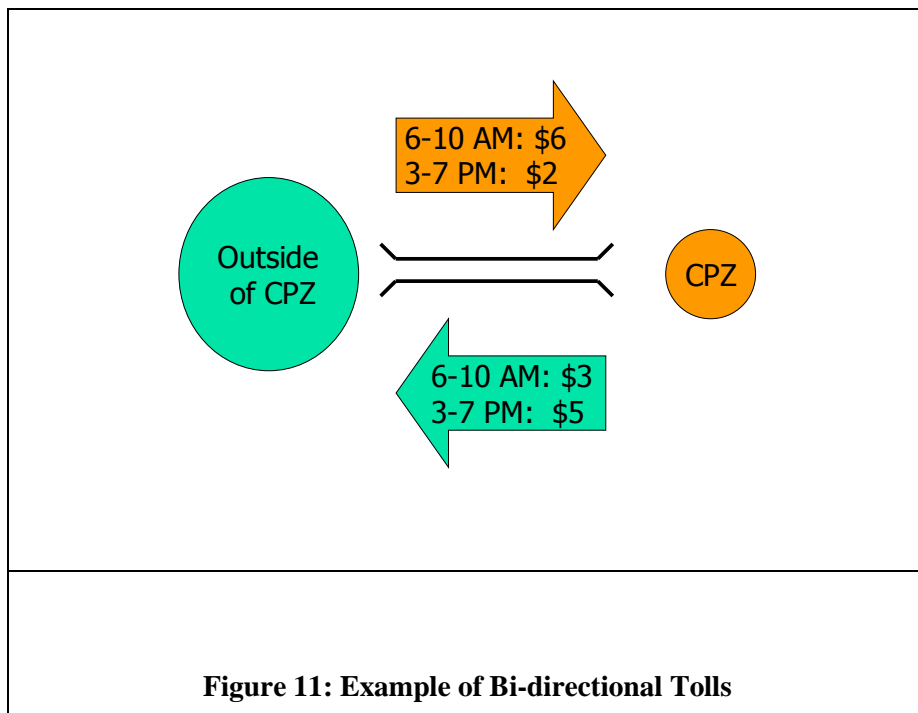 6-10 AM: $6
3-7 PM: $2
Outside
of CPZ
CPZ
6-10 AM: $3
3-7 PM: $5
Figure 11: Example of Bi-directional Tolls